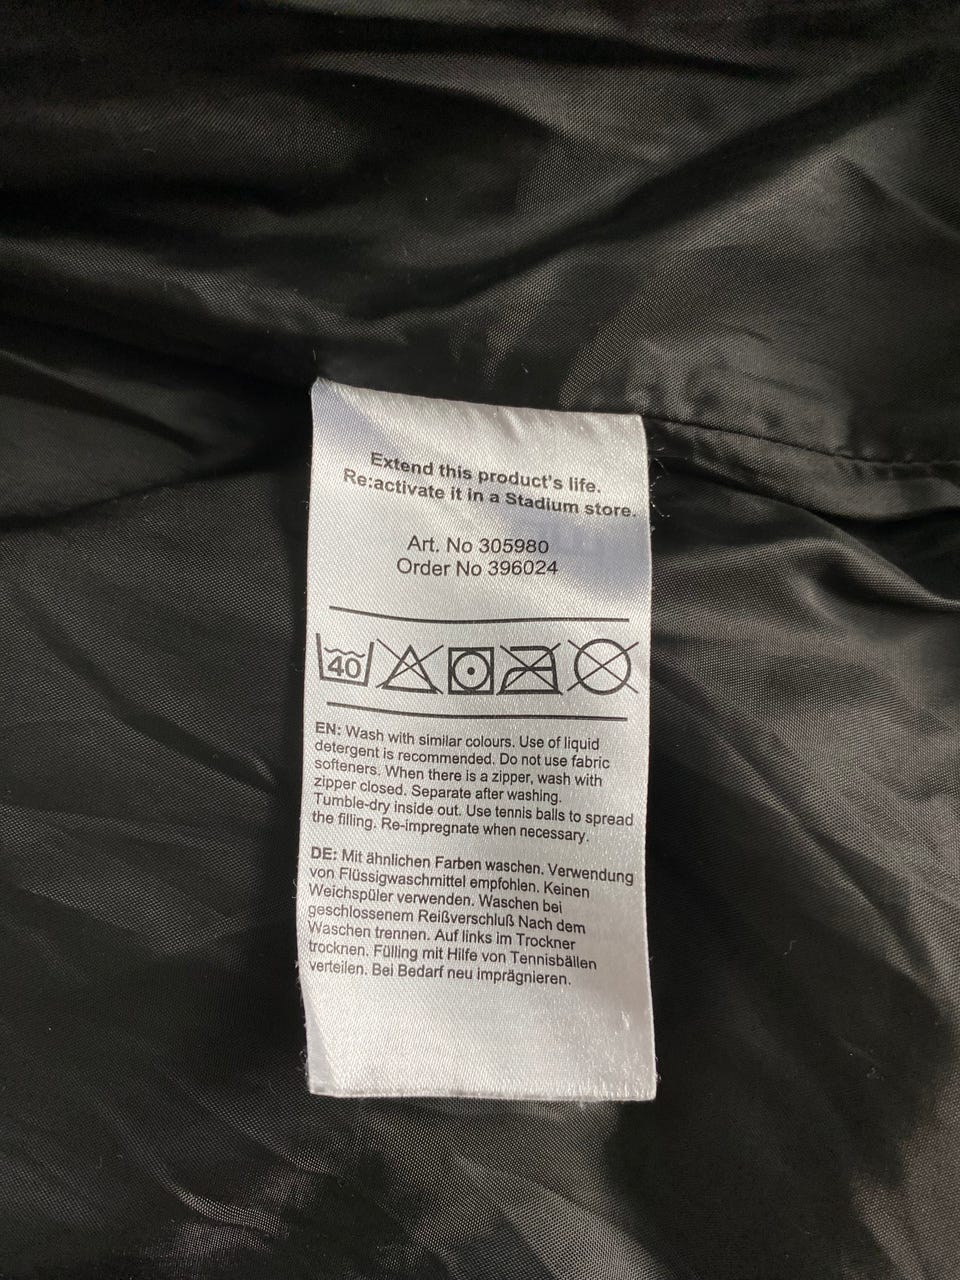 Extend this product's life.
Re:activate it in a Stadium store.
Art. No 305980
Order No 396024
40
EN: Wash with similar colours. Use of liquid
detergent is recommended. Do not use fabric
softeners. When there is a zipper, wash with
zipper closed. Separate after washing.
Tumble-dry inside out. Use tennis balls to spread
the filling. Re-impregnate when necessary.
DE: Mit ähnlichen Farben waschen. Verwendung
von Flüssigwaschmittel empfohlen. Keinen
Weichspüler verwenden. Waschen bei
geschlossenem Reißverschluß Nach dem
Waschen trennen. Auf links im Trockner
trocknen. Fülling mit Hilfe von Tennisbällen
verteilen. Bei Bedarf neu imprägnieren.